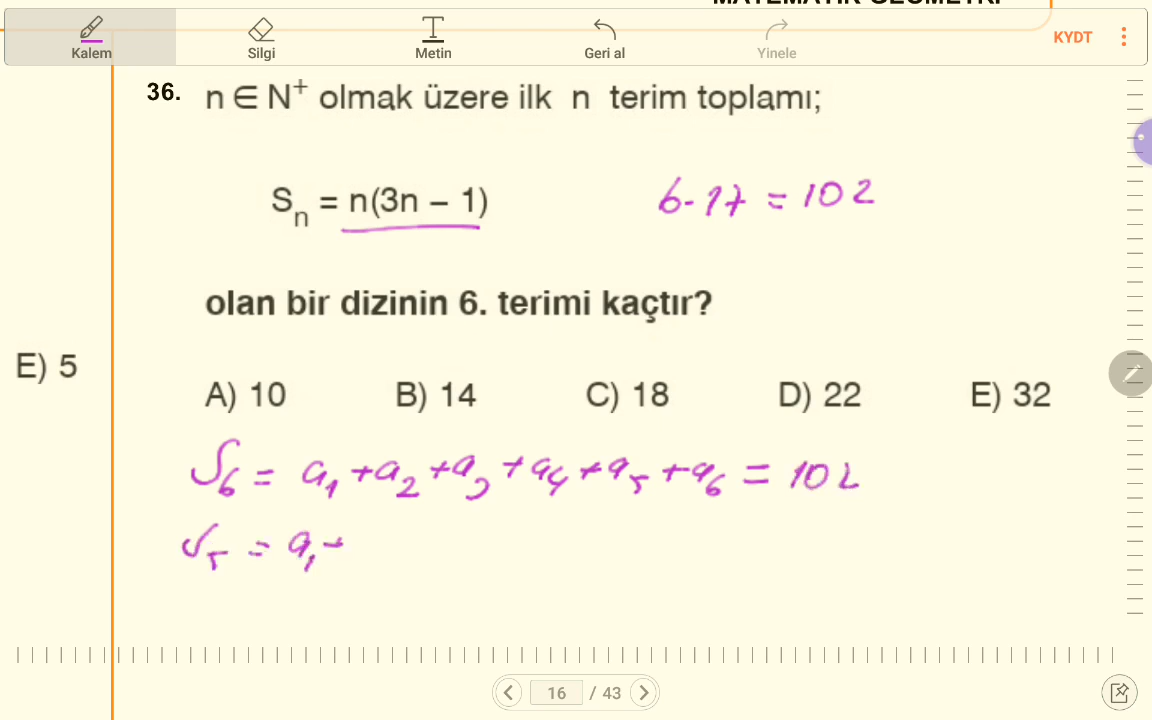 MATEMATİK-GEOMETRİ
Kalem
Silgi
Metin
Geri al
Yinele
KYDT
36. n ∈ N⁺ olmak üzere ilk n terim toplamı;
Sₙ = n(3n – 1)
6·17 = 102
olan bir dizinin 6. terimi kaçtır?
E) 5
A) 10 B) 14 C) 18 D) 22 E) 32
S₆ = a₁ + a₂ + a₃ + a₄ + a₅ + a₆ = 102
S₅ = a₁ +
16 / 43